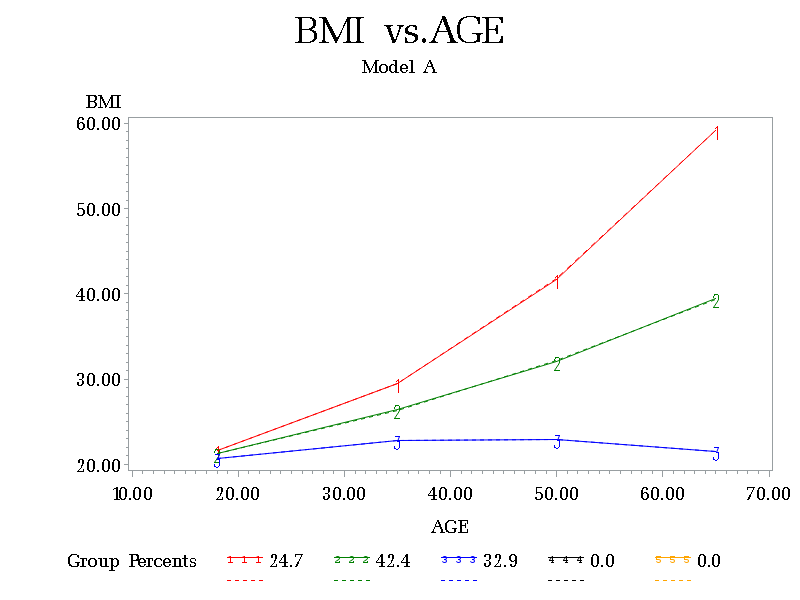 BMI vs.AGE
Model A
BMI
60.00
50.00
40.00
30.00
20.00
1 1 1 1
2 2 2 2
3 3 3 3
10.00 20.00 30.00 40.00 50.00 60.00 70.00
AGE
Group Percents 1 1 1 24.7 2 2 2 42.4 3 3 3 32.9 4 4 4 0.0 5 5 5 0.0